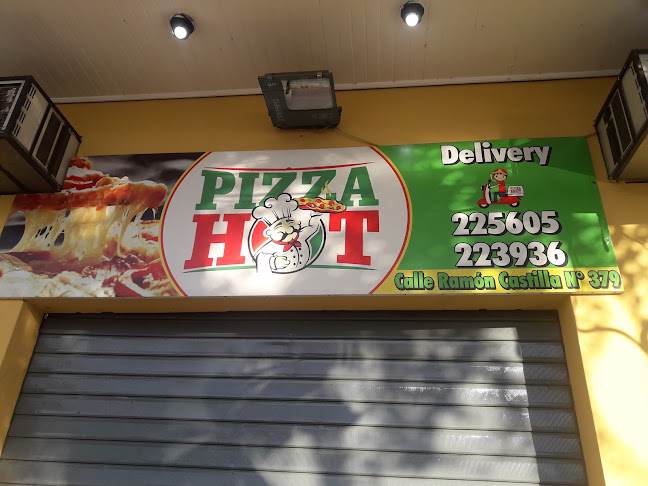 PIZZA
HOT
Delivery
225605
223936
Calle Ramón Castilla N° 379